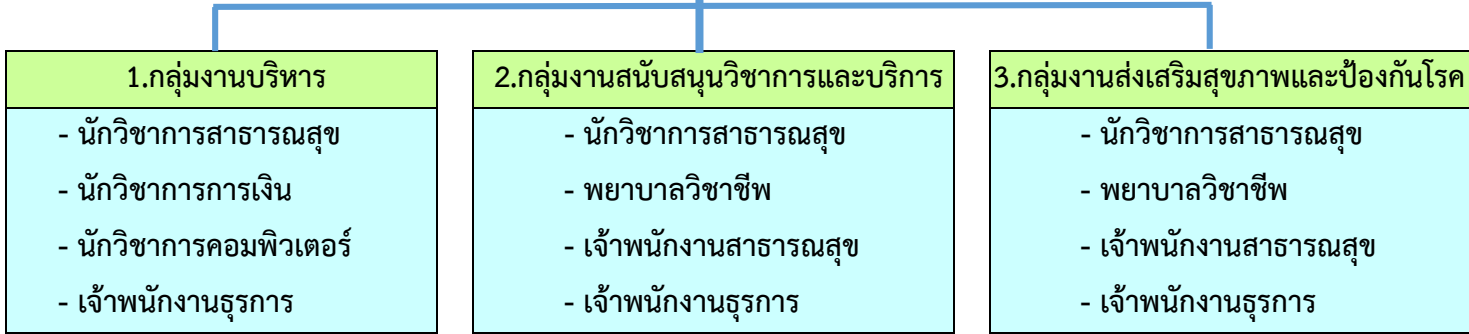 1.กลุ่มงานบริหาร
- นักวิชาการสาธารณสุข
- นักวิชาการการเงิน
- นักวิชาการคอมพิวเตอร์
- เจ้าพนักงานธุรการ
2.กลุ่มงานสนับสนุนวิชาการและบริการ
- นักวิชาการสาธารณสุข
- พยาบาลวิชาชีพ
- เจ้าพนักงานสาธารณสุข
- เจ้าพนักงานธุรการ
3.กลุ่มงานส่งเสริมสุขภาพและป้องกันโรค
- นักวิชาการสาธารณสุข
- พยาบาลวิชาชีพ
- เจ้าพนักงานสาธารณสุข
- เจ้าพนักงานธุรการ